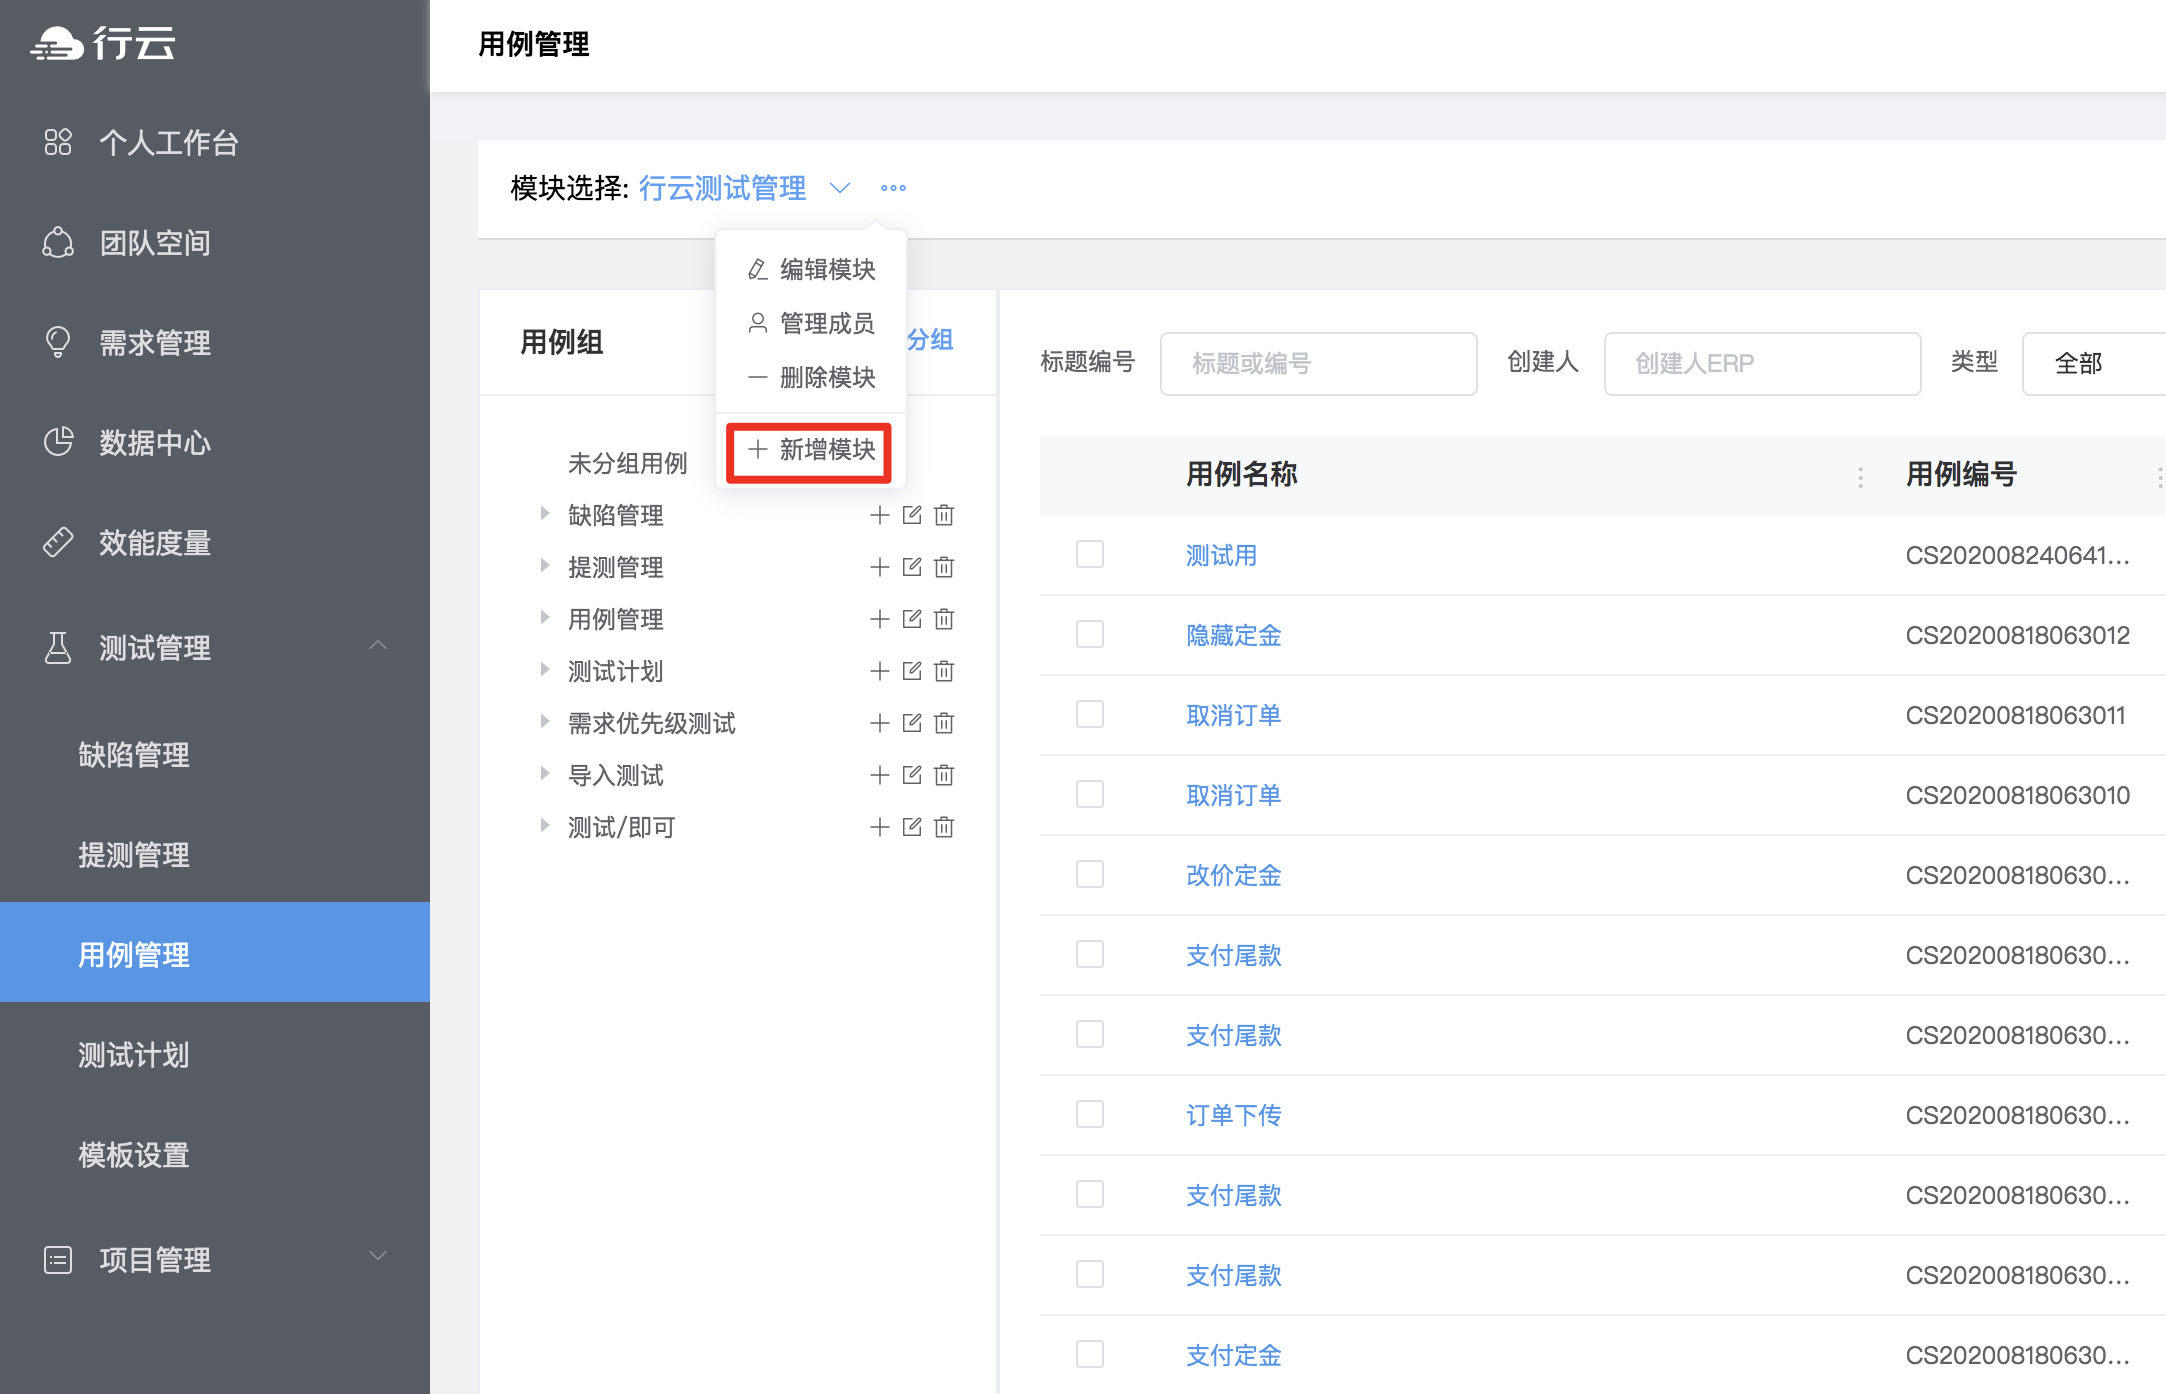 行云
个人工作台
团队空间
需求管理
数据中心
效能度量
测试管理
缺陷管理
提测管理
用例管理
测试计划
模板设置
项目管理
用例管理
模块选择: 行云测试管理
编辑模块
管理成员
删除模块
新增模块
用例组
分组
未分组用例
缺陷管理
提测管理
用例管理
测试计划
需求优先级测试
导入测试
测试/即可
标题编号 标题或编号 创建人 创建人ERP 类型 全部
用例名称 用例编号
测试用 CS202008240641...
隐藏定金 CS20200818063012
取消订单 CS20200818063011
取消订单 CS20200818063010
改价定金 CS202008180630...
支付尾款 CS202008180630...
支付尾款 CS202008180630...
订单下传 CS202008180630...
支付尾款 CS202008180630...
支付尾款 CS202008180630...
支付定金 CS202008180630...